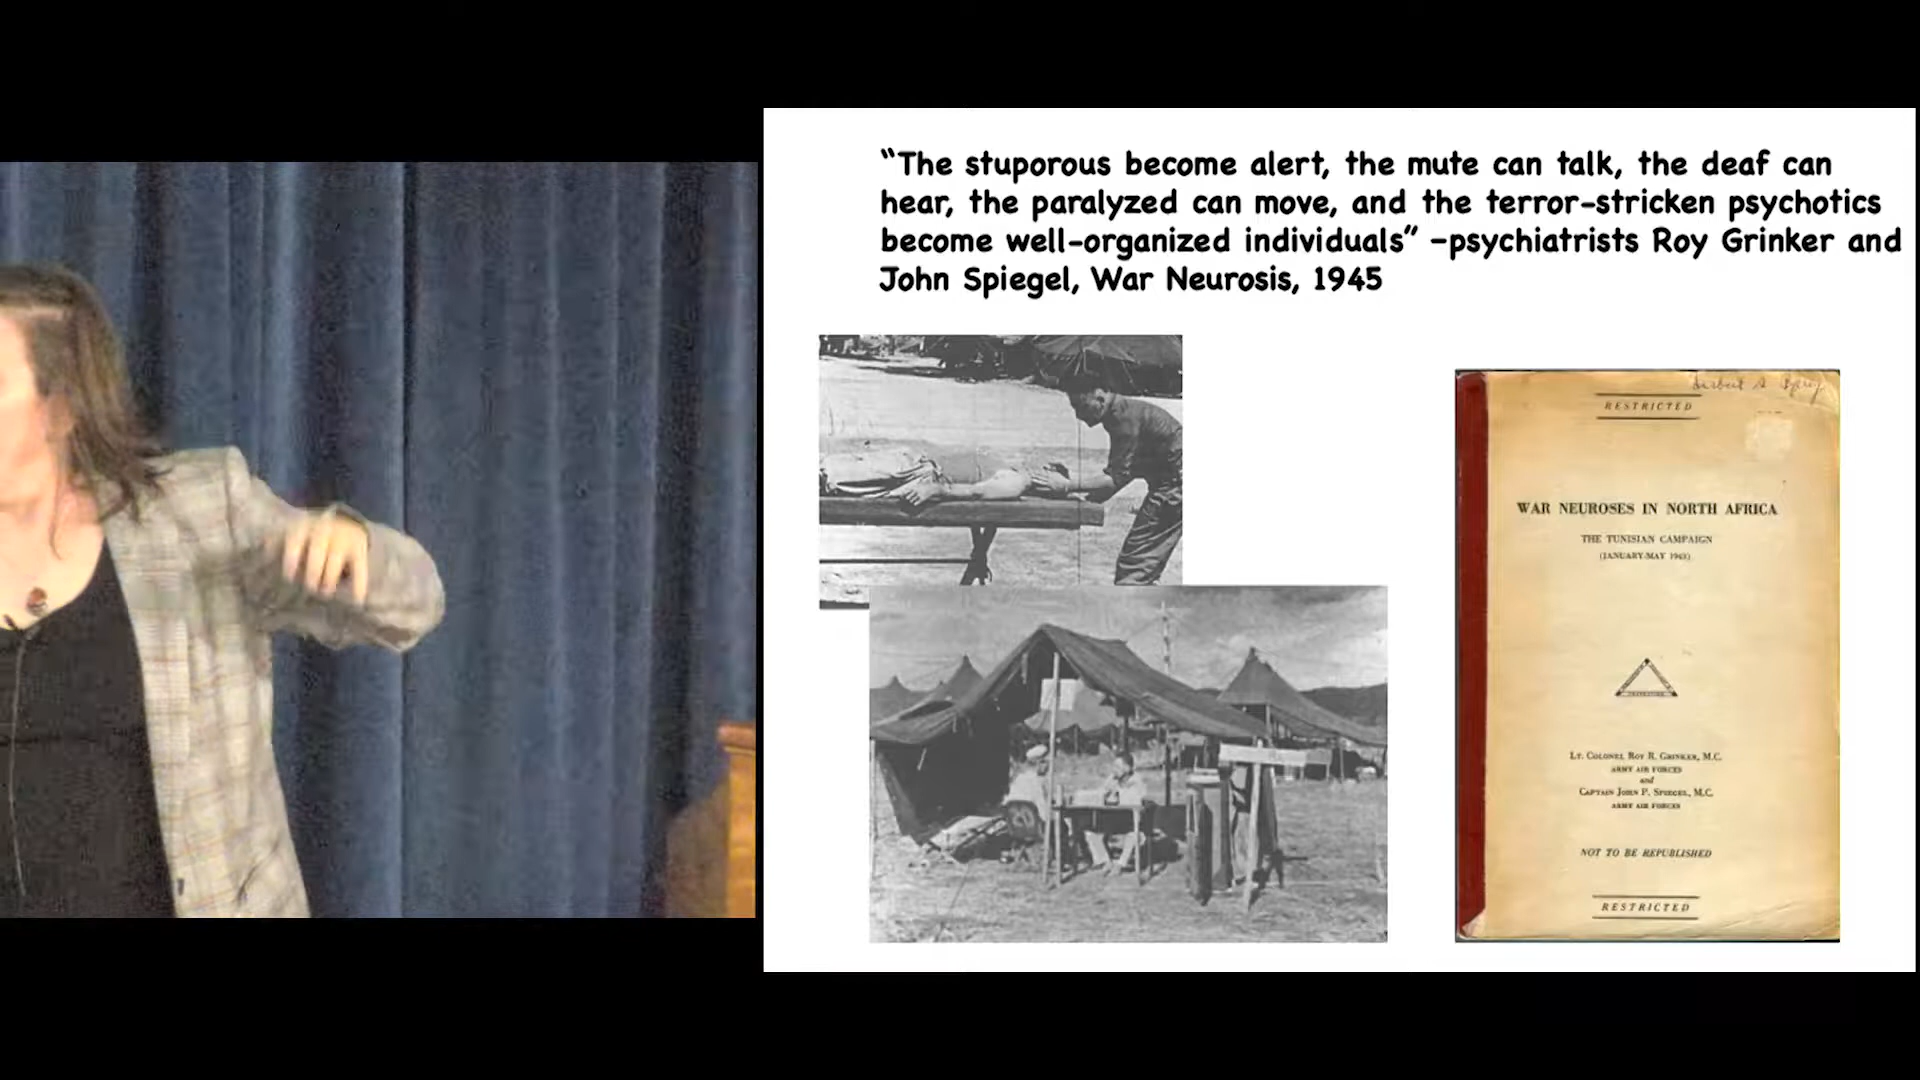 “The stuporous become alert, the mute can talk, the deaf can
hear, the paralyzed can move, and the terror-stricken psychotics
become well-organized individuals” -psychiatrists Roy Grinker and
John Spiegel, War Neurosis, 1945
RESTRICTED
WAR NEUROSES IN NORTH AFRICA
THE TUNISIAN CAMPAIGN
(JANUARY-MAY 1943)
LT. COLONEL ROY R. GRINKER, M.C.
ARMY AIR FORCES
and
CAPTAIN JOHN P. SPIEGEL, M.C.
ARMY AIR FORCES
NOT TO BE REPUBLISHED
RESTRICTED